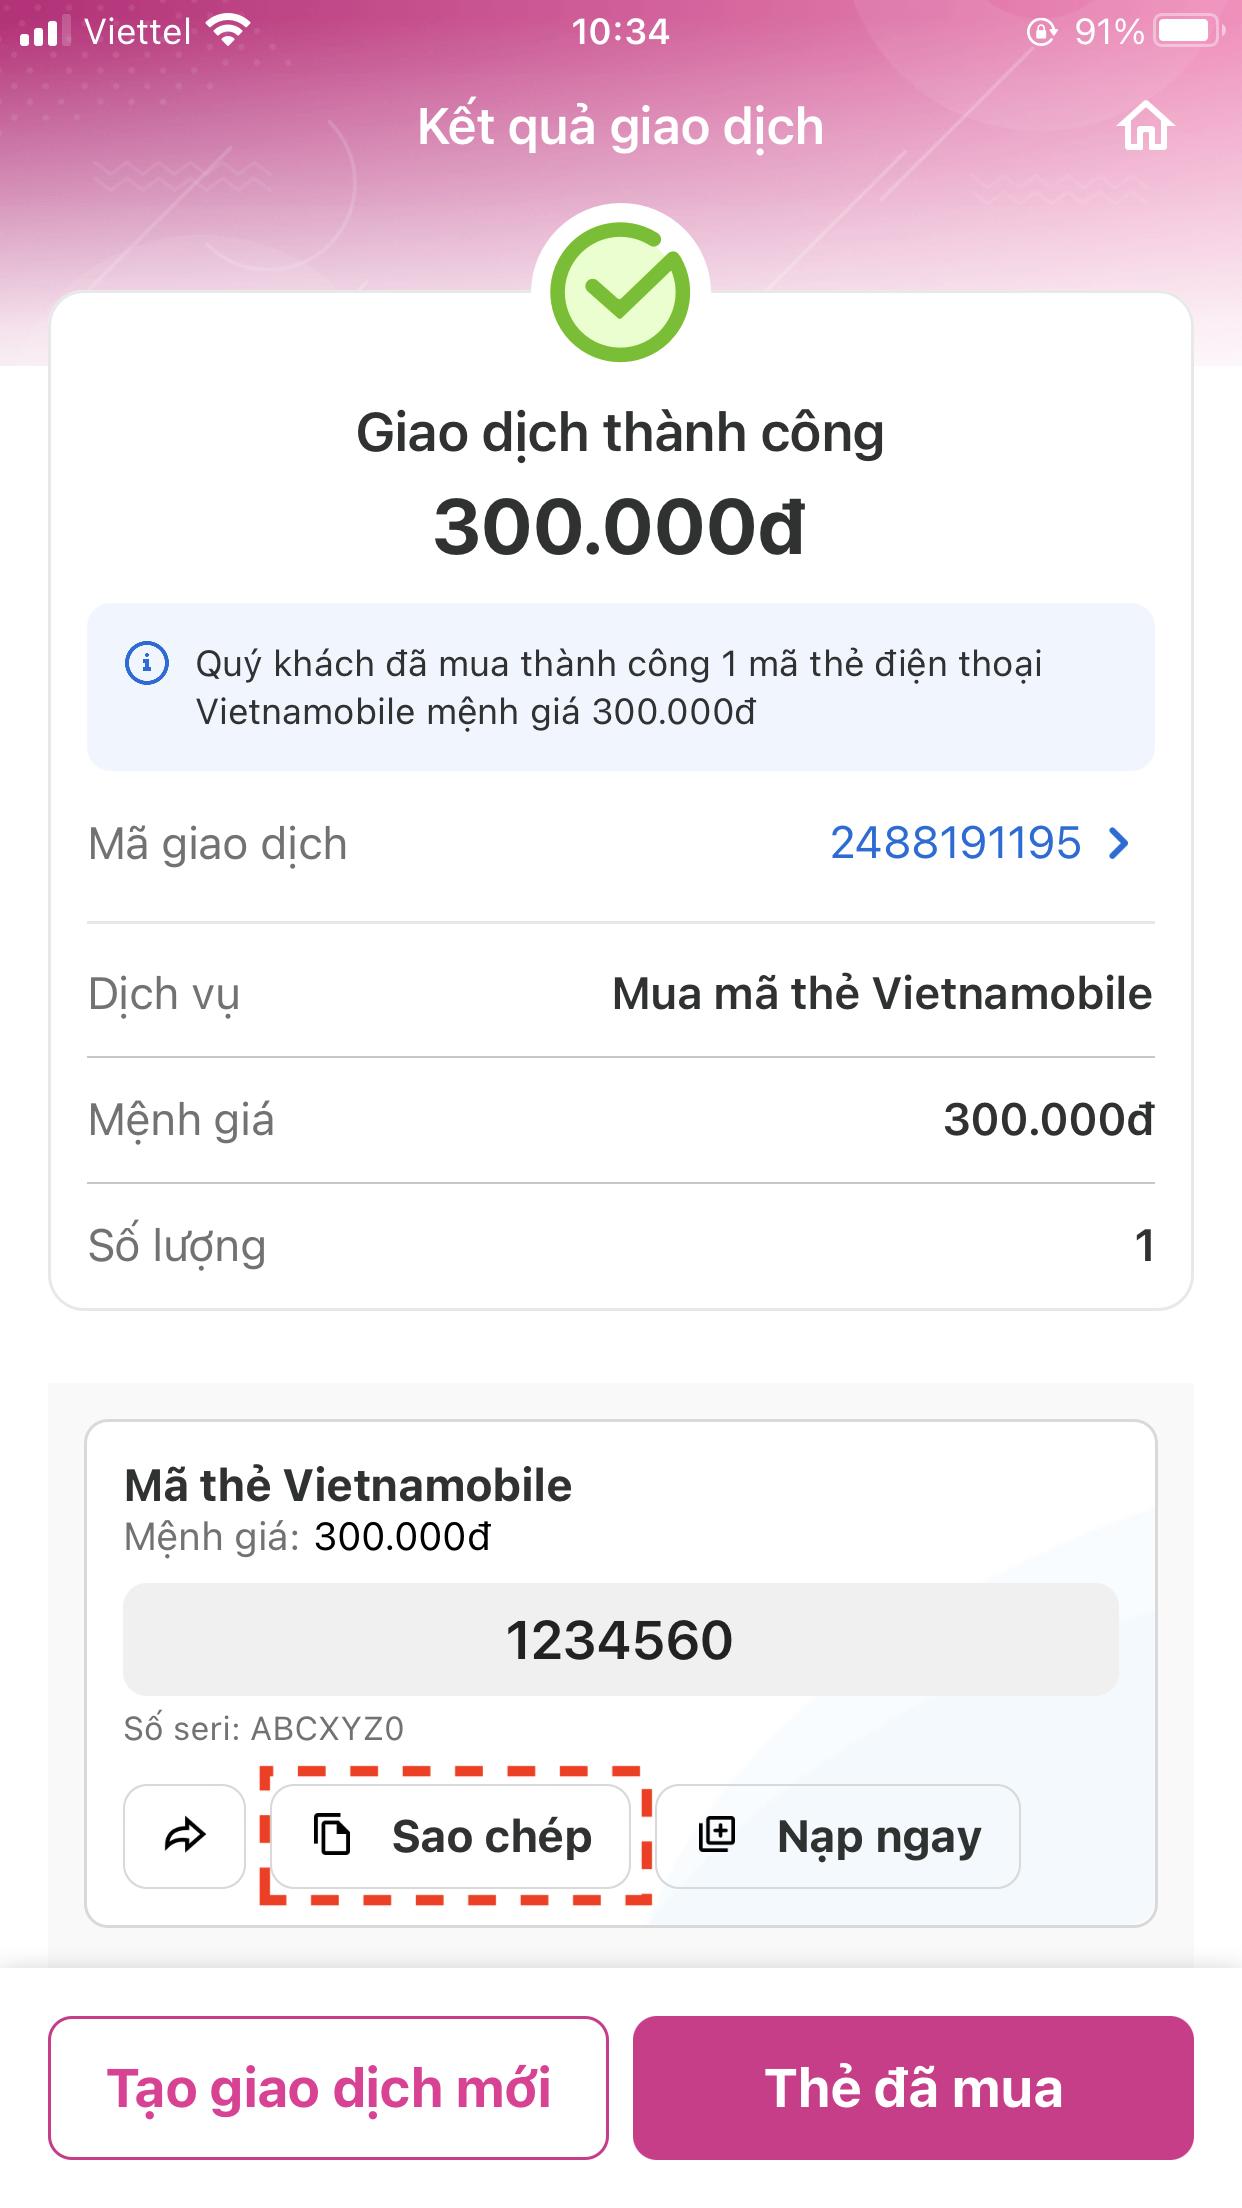 Viettel 10:34 91%
Kết quả giao dịch
Giao dịch thành công
300.000đ
Quý khách đã mua thành công 1 mã thẻ điện thoại
Vietnamobile mệnh giá 300.000đ
Mã giao dịch 2488191195
Dịch vụ Mua mã thẻ Vietnamobile
Mệnh giá 300.000đ
Số lượng 1
Mã thẻ Vietnamobile
Mệnh giá: 300.000đ
1234560
Số seri: ABCXYZ0
Sao chép Nạp ngay
Tạo giao dịch mới Thẻ đã mua